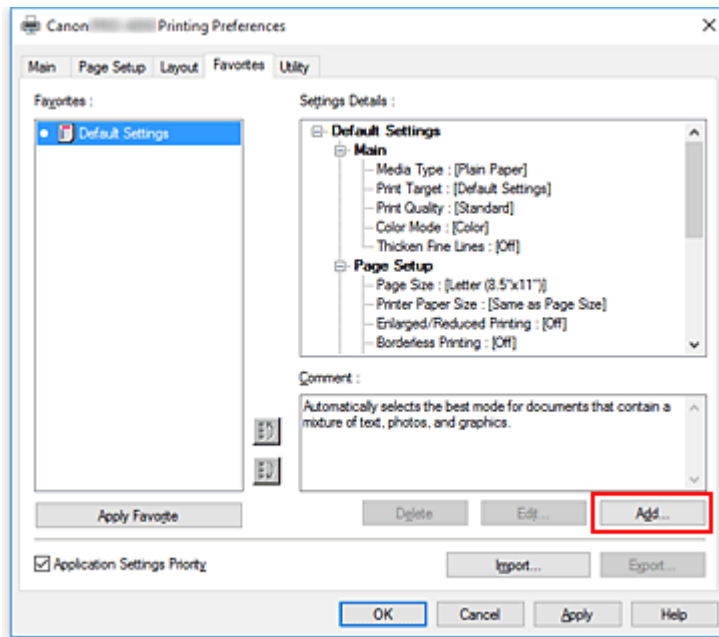 Canon Printing Preferences
Main Page Setup Layout Favorites Utility
Favorites :
Default Settings
Settings Details :
Default Settings
Main
Media Type : [Plain Paper]
Print Target : [Default Settings]
Print Quality : [Standard]
Color Mode : [Color]
Thicken Fine Lines : [Off]
Page Setup
Page Size : [Letter (8.5"x11")]
Printer Paper Size : [Same as Page Size]
Enlarged/Reduced Printing : [Off]
Borderless Printing : [Off]
Comment :
Automatically selects the best mode for documents that contain a
mixture of text, photos, and graphics.
Apply Favorite
Delete Edit... Add...
Application Settings Priority
Import... Export...
OK Cancel Apply Help